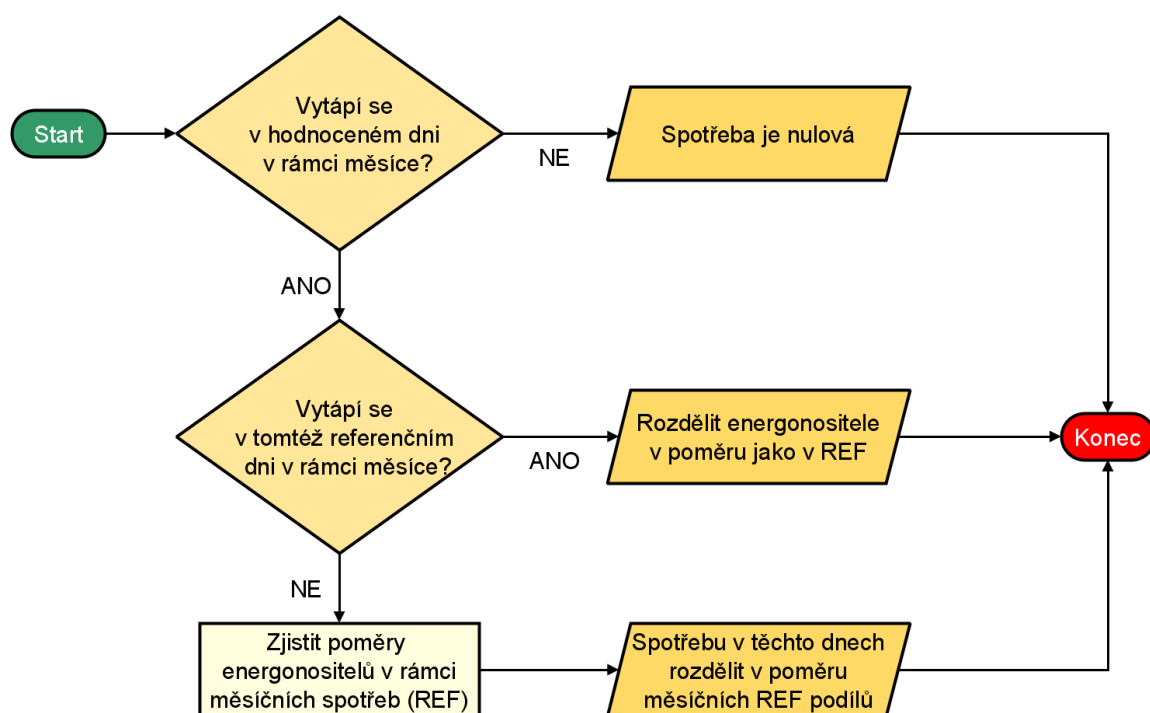 Start
Vytápí se
v hodnoceném dni
v rámci měsíce?
NE
Spotřeba je nulová
ANO
Vytápí se
v tomtéž referenčním
dni v rámci měsíce?
ANO
Rozdělit energonositele
v poměru jako v REF
Konec
NE
Zjistit poměry
energonositelů v rámci
měsíčních spotřeb (REF)
Spotřebu v těchto dnech
rozdělit v poměru
měsíčních REF podílů